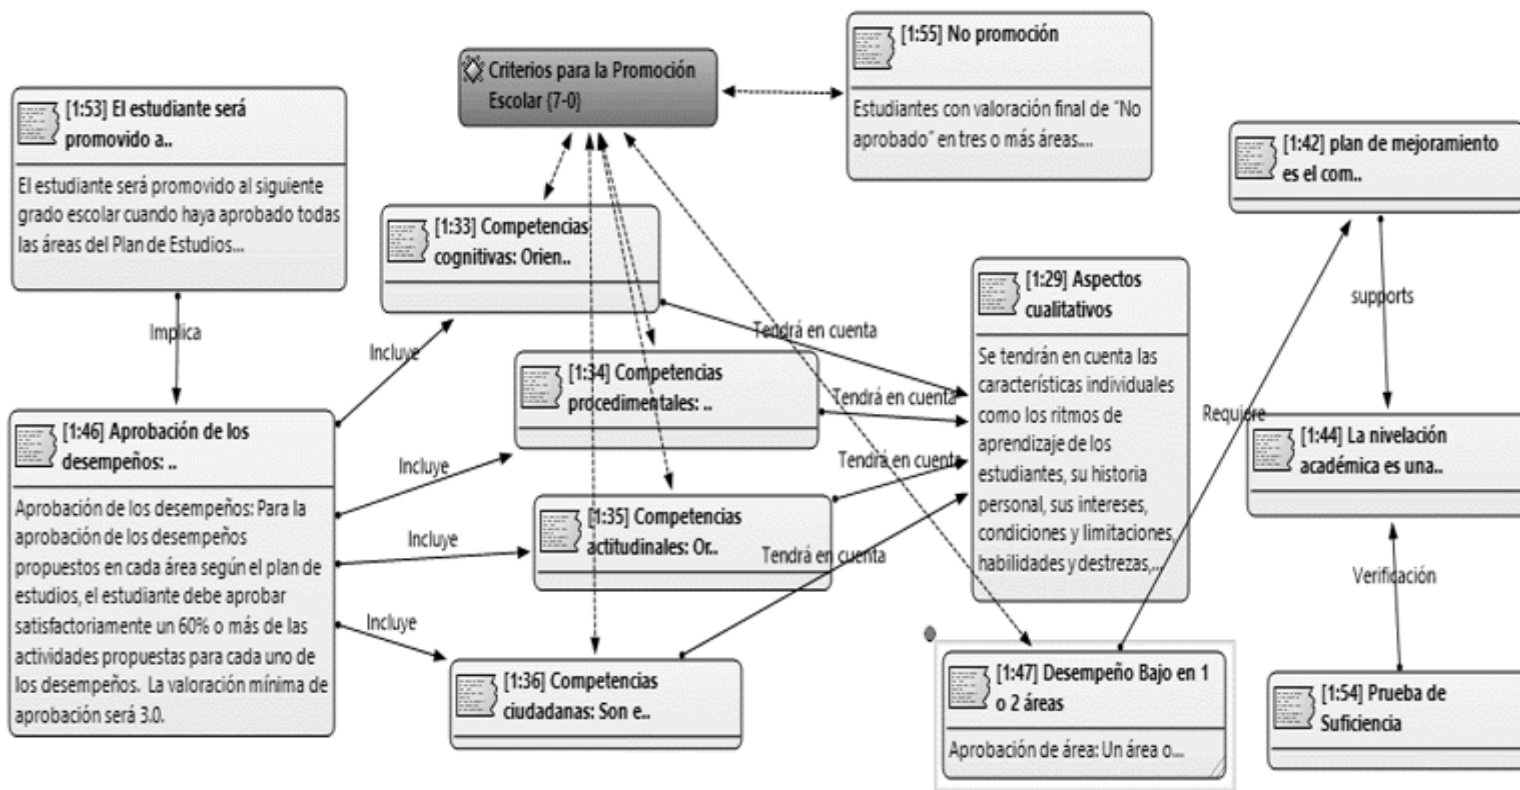 [1:55] No promoción
Estudiantes con valoración final de "No
aprobado" en tres o más áreas....
Criterios para la Promoción
Escolar {7-0}
[1:53] El estudiante será
promovido a..
El estudiante será promovido al siguiente
grado escolar cuando haya aprobado todas
las áreas del Plan de Estudios...
[1:42] plan de mejoramiento
es el com..
[1:33] Competencias
cognitivas: Orien..
[1:29] Aspectos
cualitativos
Se tendrán en cuenta las
características individuales
como los ritmos de
aprendizaje de los
estudiantes, su historia
personal, sus intereses,
condiciones y limitaciones,
habilidades y destrezas,...
supports
Implica
Incluye
Tendrá en cuenta
[1:34] Competencias
procedimentales: ..
Tendrá en cuenta
Requiere
[1:46] Aprobación de los
desempeños: ..
Aprobación de los desempeños: Para la
aprobación de los desempeños
propuestos en cada área según el plan de
estudios, el estudiante debe aprobar
satisfactoriamente un 60% o más de las
actividades propuestas para cada uno de
los desempeños. La valoración mínima de
aprobación será 3.0.
[1:44] La nivelación
académica es una..
Incluye
Tendrá en cuenta
[1:35] Competencias
actitudinales: Or..
Incluye
Tendrá en cuenta
Verificación
Incluye
[1:36] Competencias
ciudadanas: Son e..
[1:47] Desempeño Bajo en 1
o 2 áreas
Aprobación de área: Un área o...
[1:54] Prueba de
Suficiencia